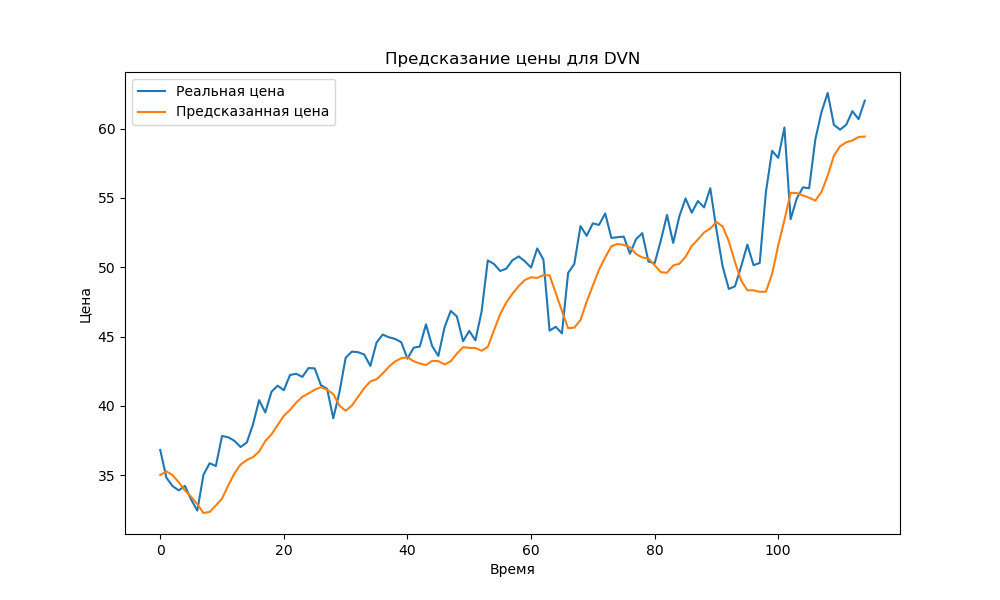 Предсказание цены для DVN
Реальная цена
Предсказанная цена
Цена
60
55
50
45
40
35
0 20 40 60 80 100
Время